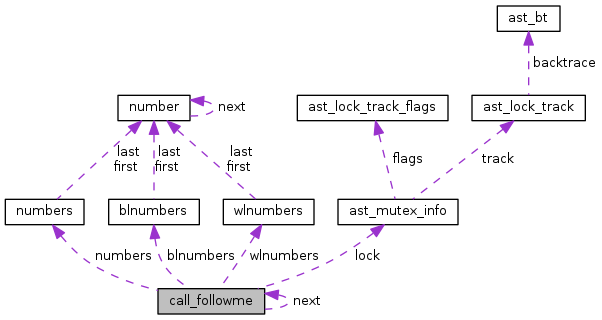 ast_bt
backtrace
number
next
ast_lock_track_flags
ast_lock_track
last
first
last
first
last
first
flags
track
numbers
blnumbers
wlnumbers
ast_mutex_info
numbers
blnumbers
wlnumbers
lock
call_followme
next